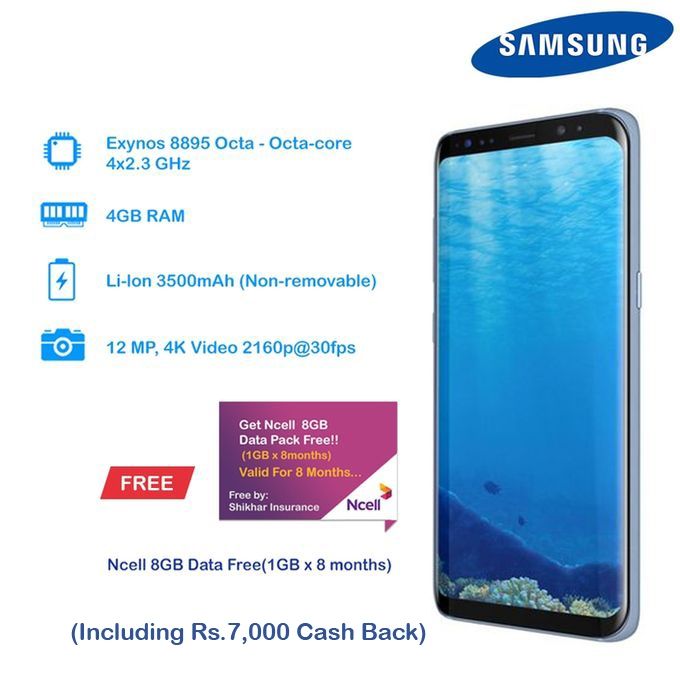 SAMSUNG
Exynos 8895 Octa - Octa-core
4x2.3 GHz
4GB RAM
Li-Ion 3500mAh (Non-removable)
12 MP, 4K Video 2160p@30fps
Get Ncell 8GB
Data Pack Free!!
(1GB x 8months)
Valid For 8 Months...
Free by:
Shikhar Insurance
Ncell
FREE
Ncell 8GB Data Free(1GB x 8 months)
(Including Rs.7,000 Cash Back)